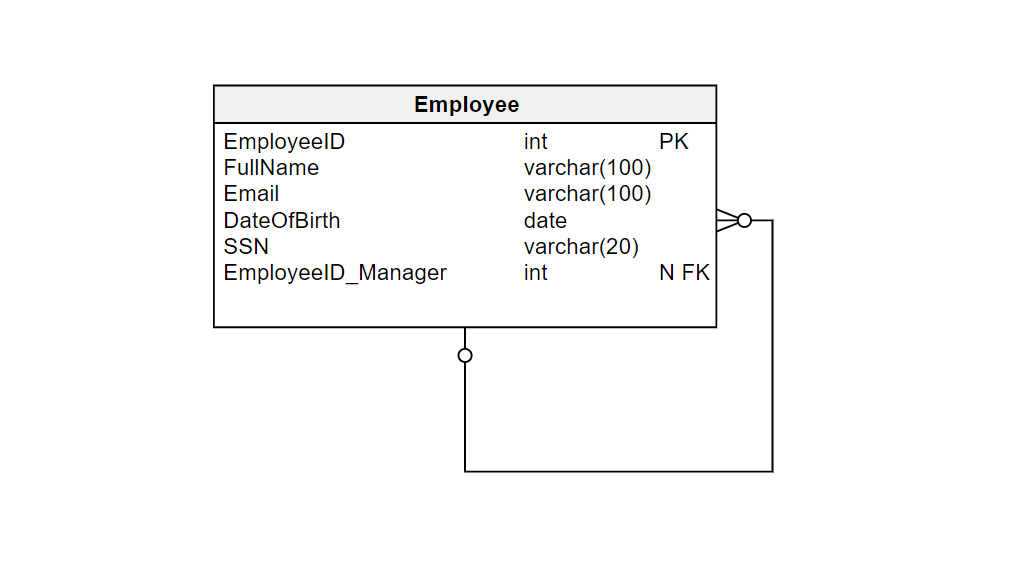 Employee
EmployeeID int PK
FullName varchar(100)
Email varchar(100)
DateOfBirth date
SSN varchar(20)
EmployeeID_Manager int N FK